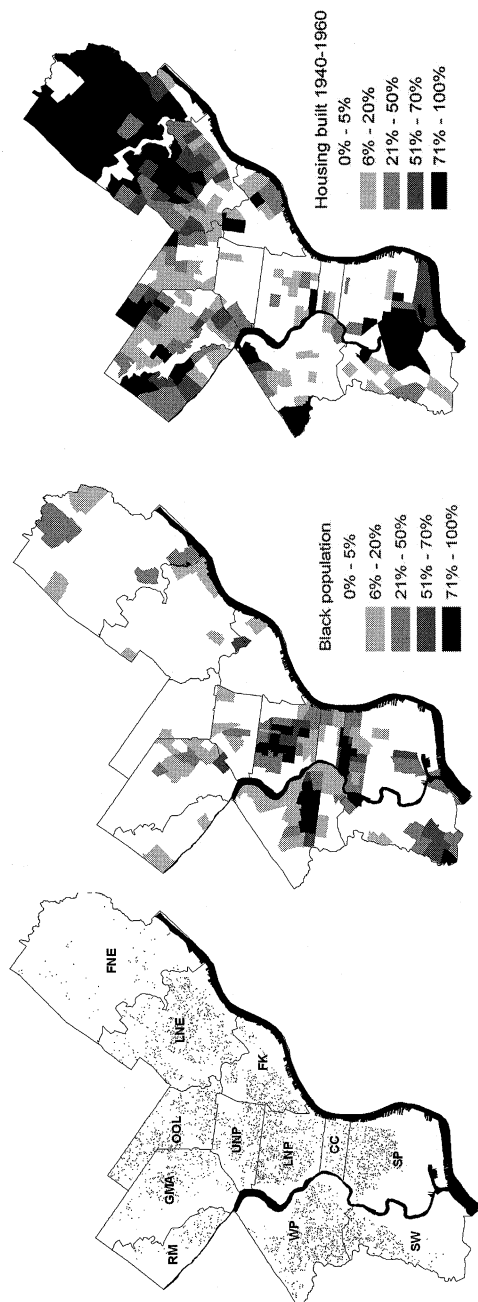 FNE
LNE
OOL
FK
UNP
GMA
LNP
RM
CC
SP
WP
SW
Black population
0% - 5%
6% - 20%
21% - 50%
51% - 70%
71% - 100%
Housing built 1940-1960
0% - 5%
6% - 20%
21% - 50%
51% - 70%
71% - 100%